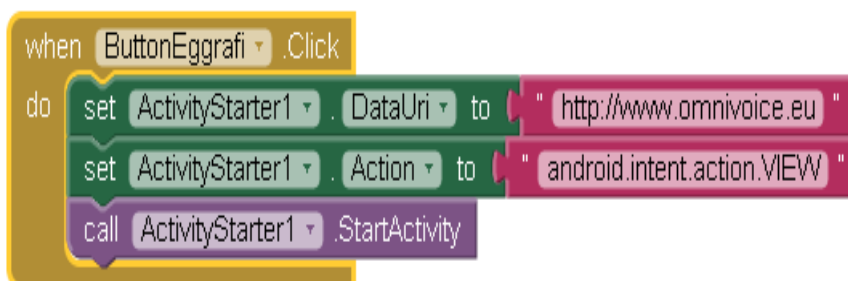 when ButtonEggrafi .Click
do set ActivityStarter1 . DataUri to " http://www.omnivoice.eu "
set ActivityStarter1 . Action to " android.intent.action.VIEW "
call ActivityStarter1 .StartActivity